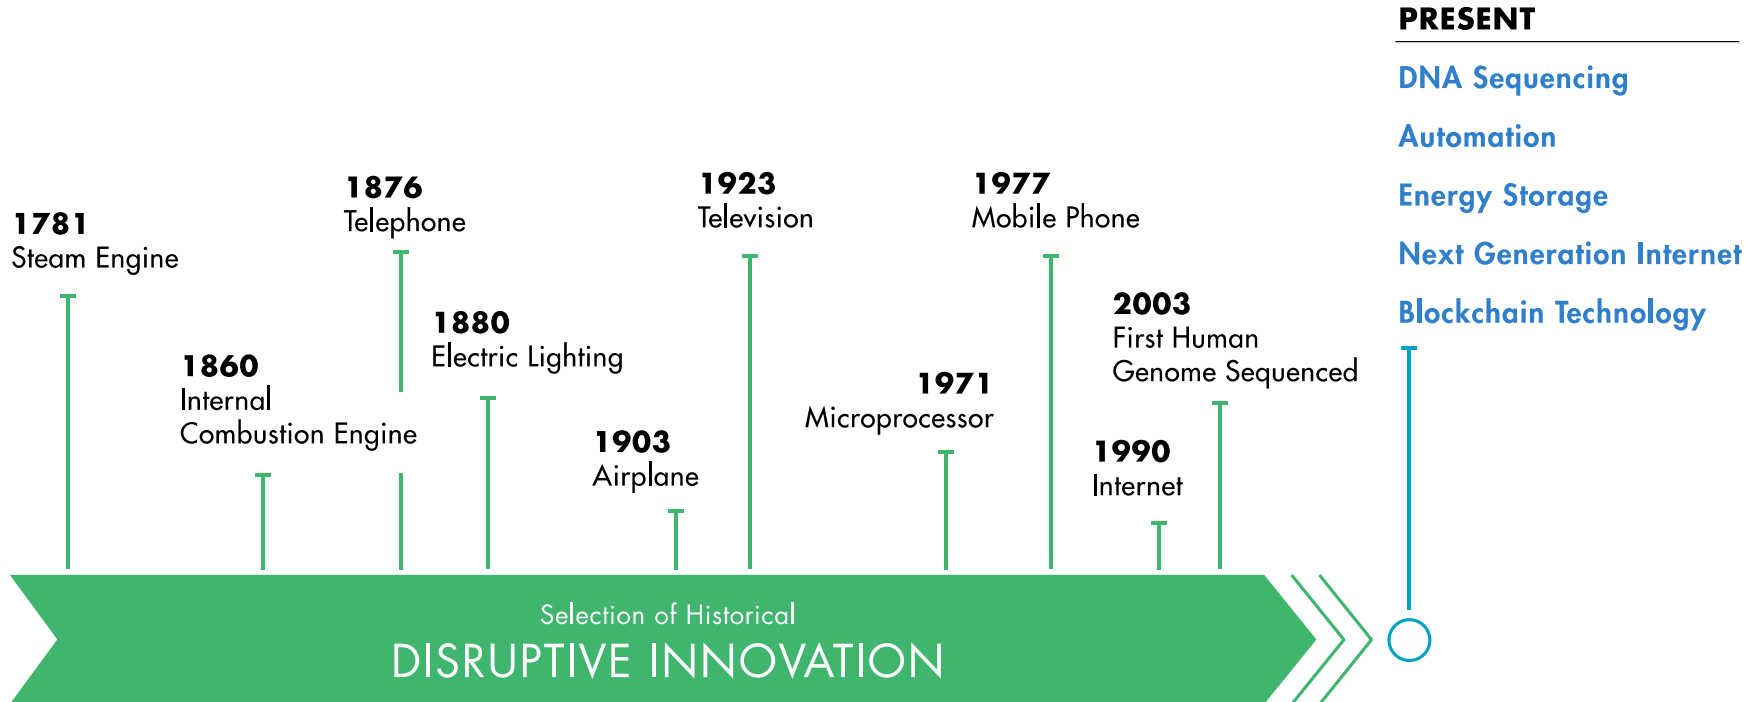 1781
Steam Engine
1860
Internal
Combustion Engine
1876
Telephone
1880
Electric Lighting
1903
Airplane
1923
Television
1971
Microprocessor
1977
Mobile Phone
1990
Internet
2003
First Human
Genome Sequenced
PRESENT
DNA Sequencing
Automation
Energy Storage
Next Generation Internet
Blockchain Technology
Selection of Historical
DISRUPTIVE INNOVATION